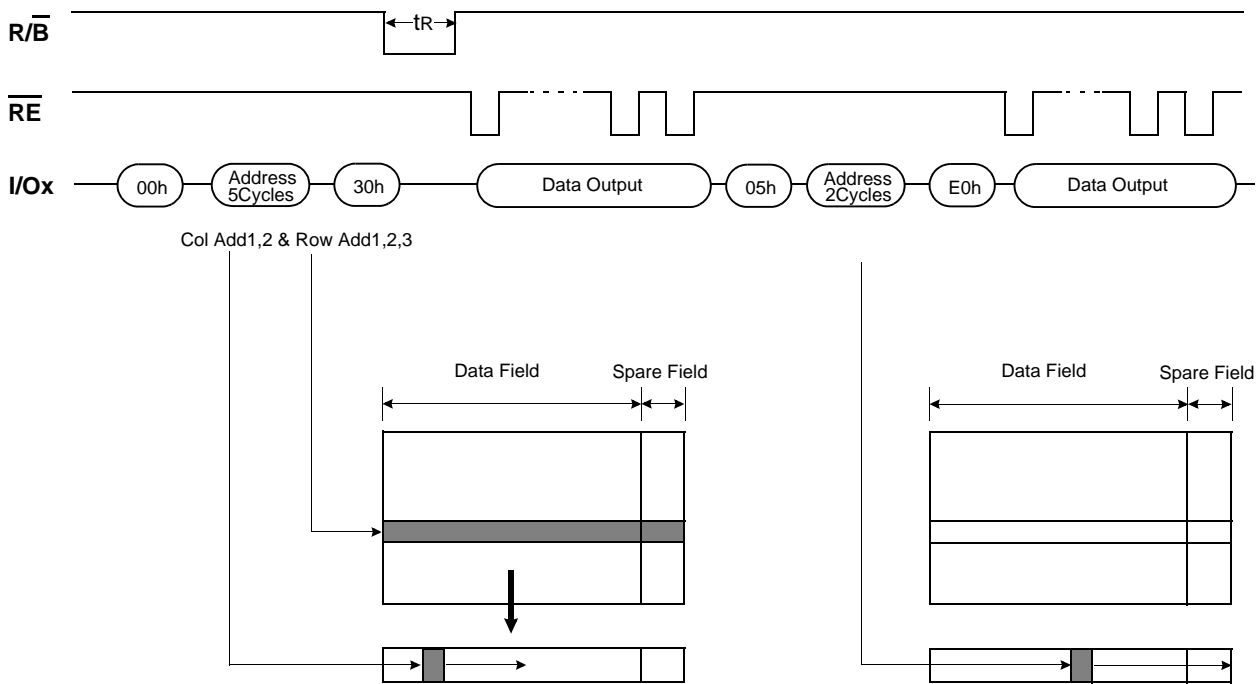 R/B̅
tR
R̅E̅
I/Ox
00h
Address
5Cycles
30h
Data Output
05h
Address
2Cycles
E0h
Data Output
Col Add1,2 & Row Add1,2,3
Data Field
Spare Field
Data Field
Spare Field